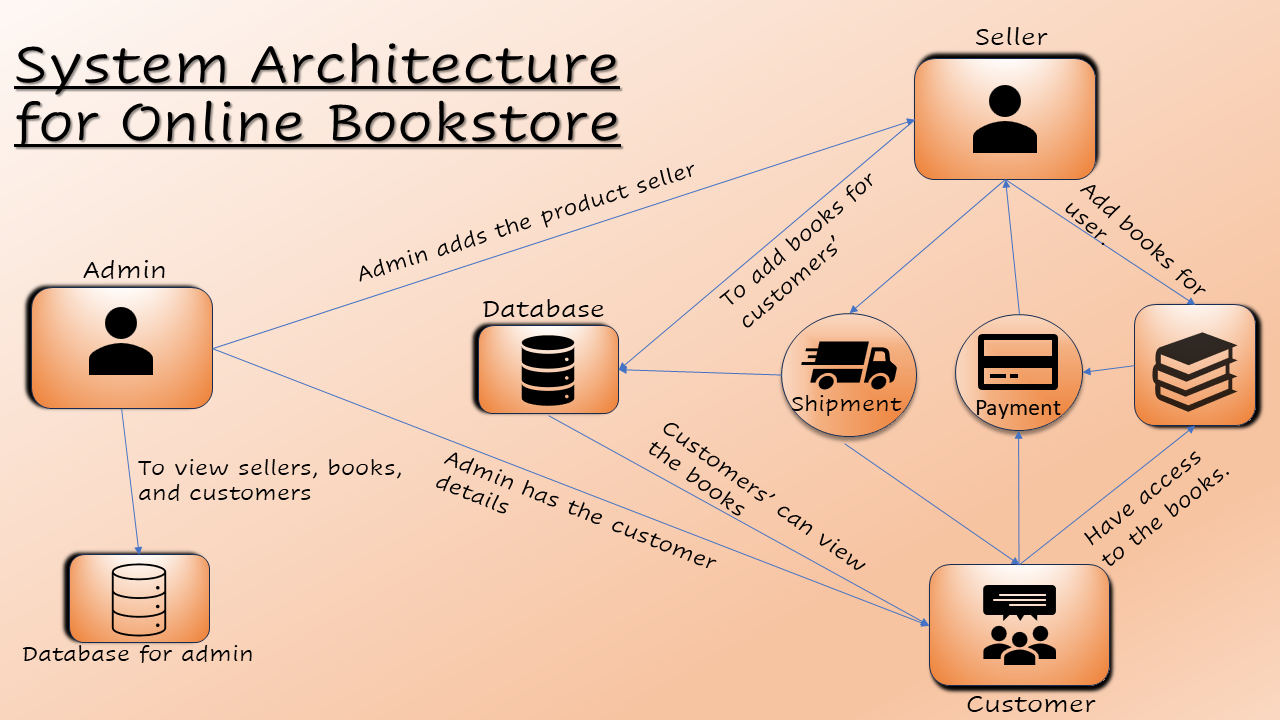 System Architecture
for Online Bookstore
Seller
Admin adds the product seller
To add books for
customers’
Add books for
user.
Admin
Database
Shipment
Payment
To view sellers, books,
and customers
Admin has the customer
details
Customers’ can view
the books
Have access
to the books.
Database for admin
Customer